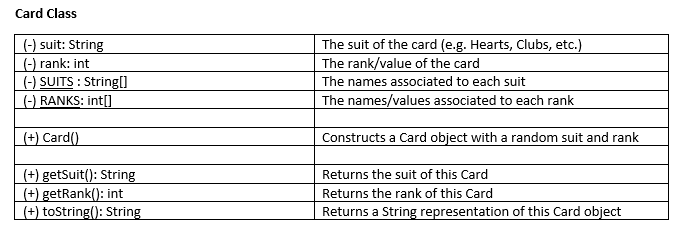 Card Class
(-) suit: String The suit of the card (e.g. Hearts, Clubs, etc.)
(-) rank: int The rank/value of the card
(-) SUITS : String[] The names associated to each suit
(-) RANKS: int[] The names/values associated to each rank
(+) Card() Constructs a Card object with a random suit and rank
(+) getSuit(): String Returns the suit of this Card
(+) getRank(): int Returns the rank of this Card
(+) toString(): String Returns a String representation of this Card object